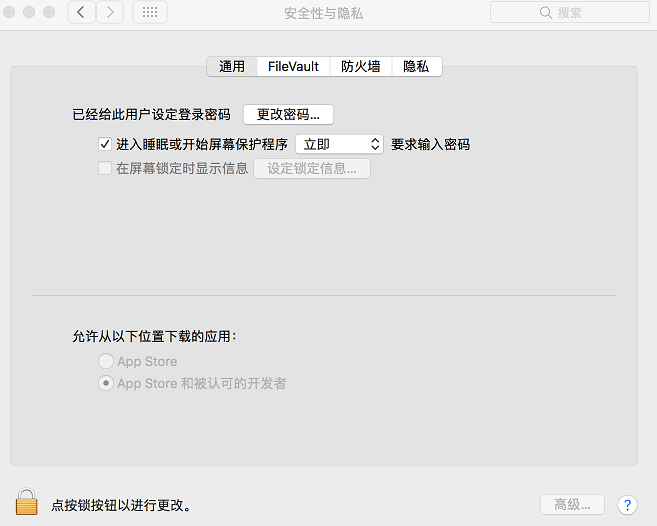 安全性与隐私
搜索
通用 FileVault 防火墙 隐私
已经给此用户设定登录密码 更改密码...
进入睡眠或开始屏幕保护程序 立即 要求输入密码
在屏幕锁定时显示信息 设定锁定信息...
允许从以下位置下载的应用：
App Store
App Store 和被认可的开发者
点按锁按钮以进行更改。
高级... ?